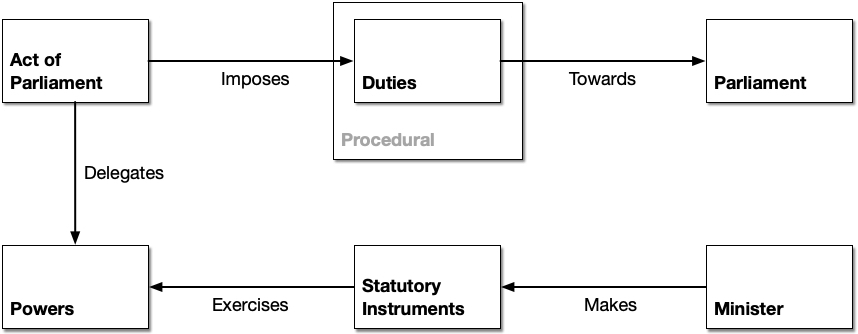 Act of
Parliament
Imposes
Duties
Towards
Parliament
Procedural
Delegates
Powers
Exercises
Statutory
Instruments
Makes
Minister